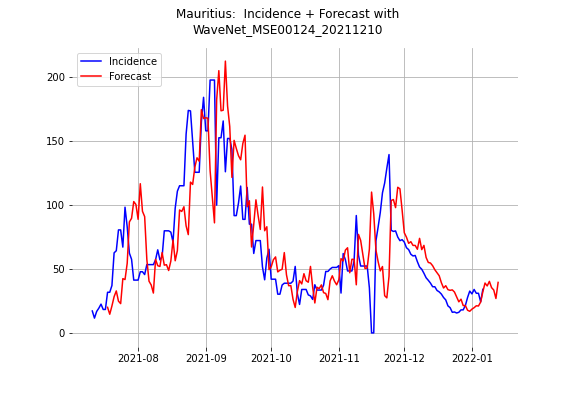 Mauritius:  Incidence + Forecast with
WaveNet_MSE00124_20211210
Incidence
Forecast
200
150
100
50
0
2021-08
2021-09
2021-10
2021-11
2021-12
2022-01